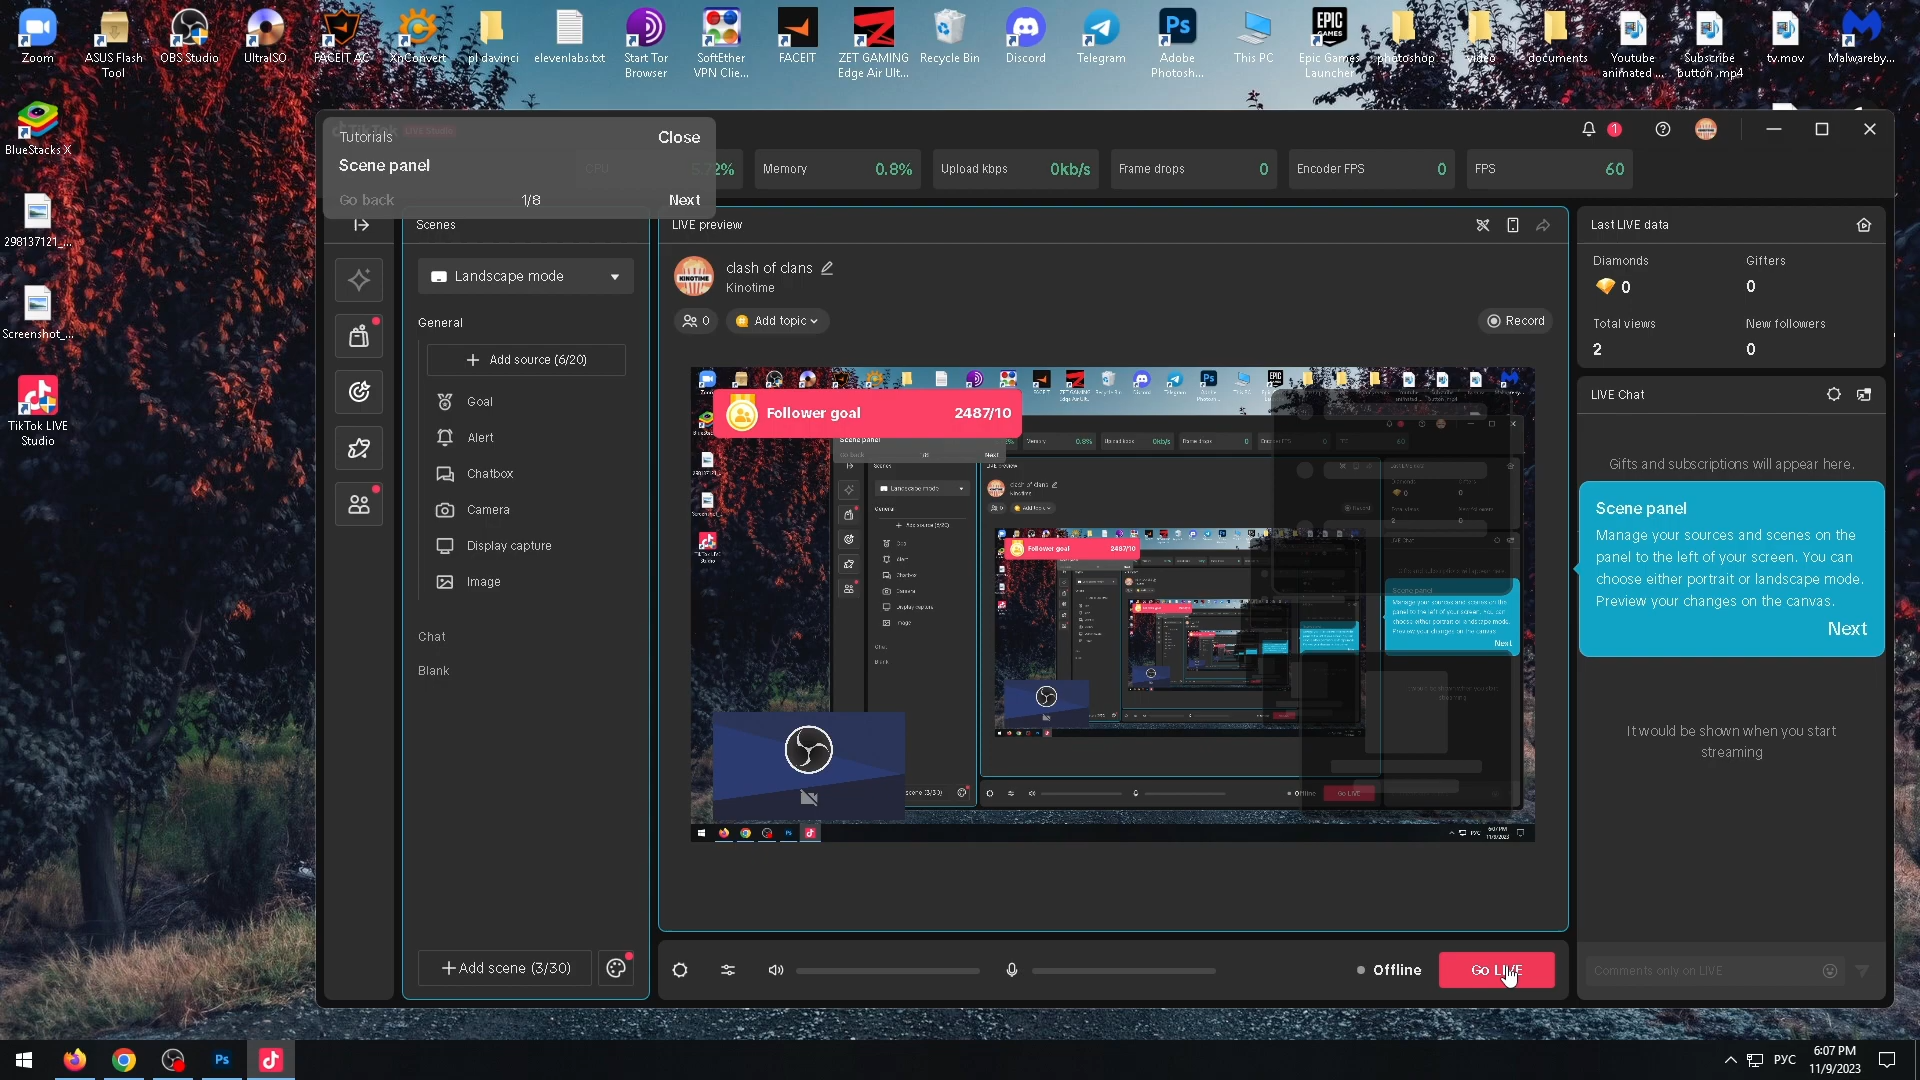 Zoom
ASUS Flash Tool
OBS Studio
UltraISO
FACEIT AC
XnConvert
pl davinci
elevenlabs.txt
Start Tor Browser
SoftEther VPN Clie...
FACEIT
ZET GAMING Edge Air Ult...
Recycle Bin
Discord
Telegram
Adobe Photosh...
This PC
Epic Games Launcher
photoshop
video
documents
Youtube animated ...
Subscribe button .mp4
tv.mov
Malwareby...
BlueStacks X
298137121_...
Screenshot_...
TikTok LIVE Studio
Tutorials
Close
Scene panel
Go back
1/8
Next
CPU
5.72%
Memory
0.8%
Upload kbps
0kb/s
Frame drops
0
Encoder FPS
0
FPS
60
1
Scenes
Landscape mode
General
Add source (6/20)
Goal
Alert
Chatbox
Camera
Display capture
Image
Chat
Blank
Add scene (3/30)
LIVE preview
clash of clans
Kinotime
0
Add topic
Record
Follower goal
2487/10
Offline
Go LIVE
Last LIVE data
Diamonds
0
Gifters
0
Total views
2
New followers
0
LIVE Chat
Gifts and subscriptions will appear here.
Scene panel
Manage your sources and scenes on the
panel to the left of your screen. You can
choose either portrait or landscape mode.
Preview your changes on the canvas.
Next
It would be shown when you start
streaming
Comments only on LIVE
РУС
6:07 PM
11/9/2023